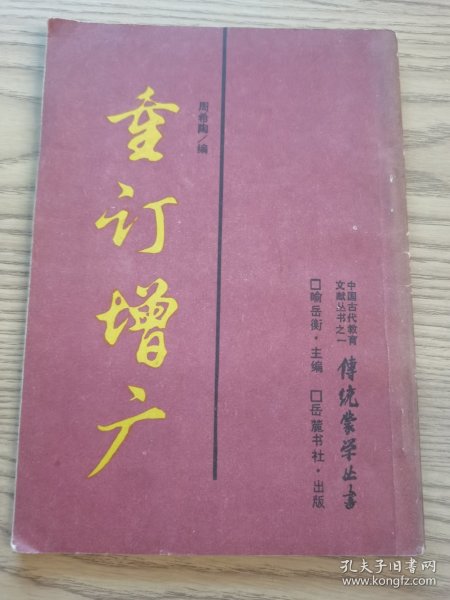 重订增广
周希陶/编
中国古代教育
文献丛书之一
傳统蒙学丛書
□喻岳衡·主编 □岳麓书社·出版
孔夫子旧书网
www.kongfz.com